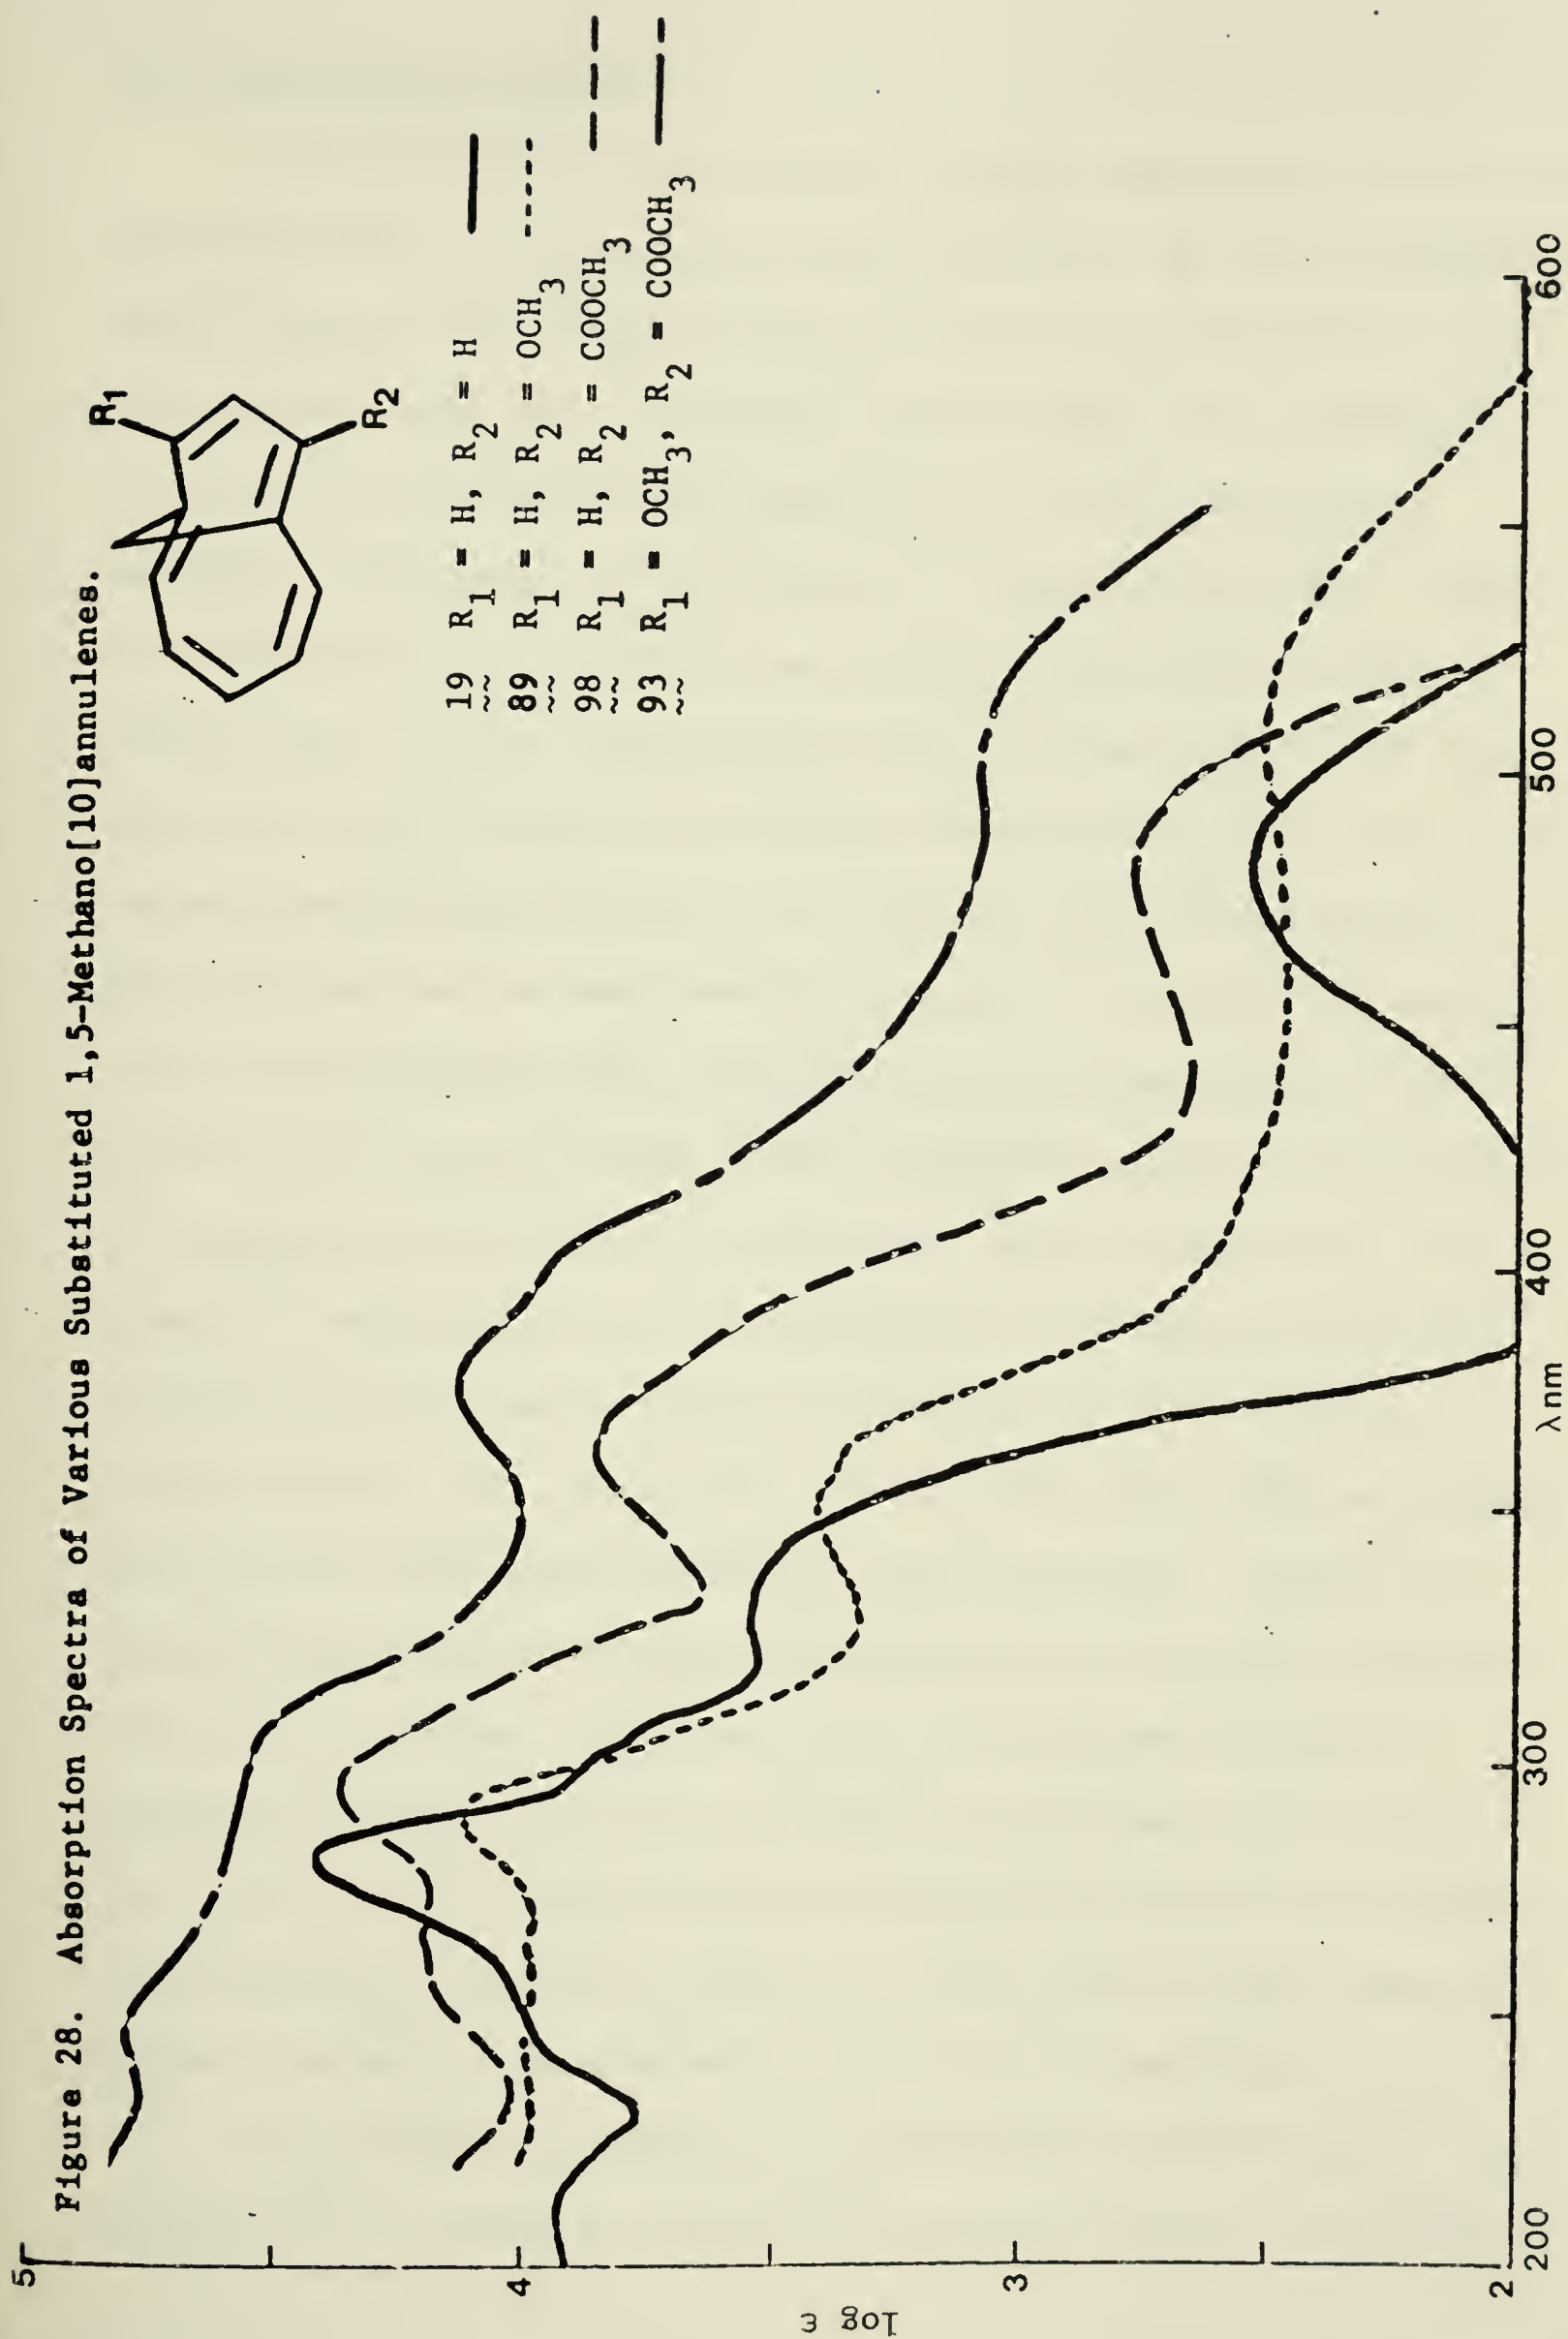 Figure 28. Absorption Spectra of Various Substituted 1,5-Methano[10]annulenes.
R1
R2
19 R1 = H, R2 = H
89 R1 = H, R2 = OCH3
98 R1 = H, R2 = COOCH3
93 R1 = OCH3, R2 = COOCH3
5
4
3
2
log ε
200
300
400
500
600
λ nm